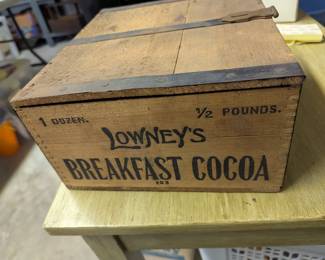 1 DOZEN. 1/2 POUNDS.
LOWNEY'S
BREAKFAST COCOA